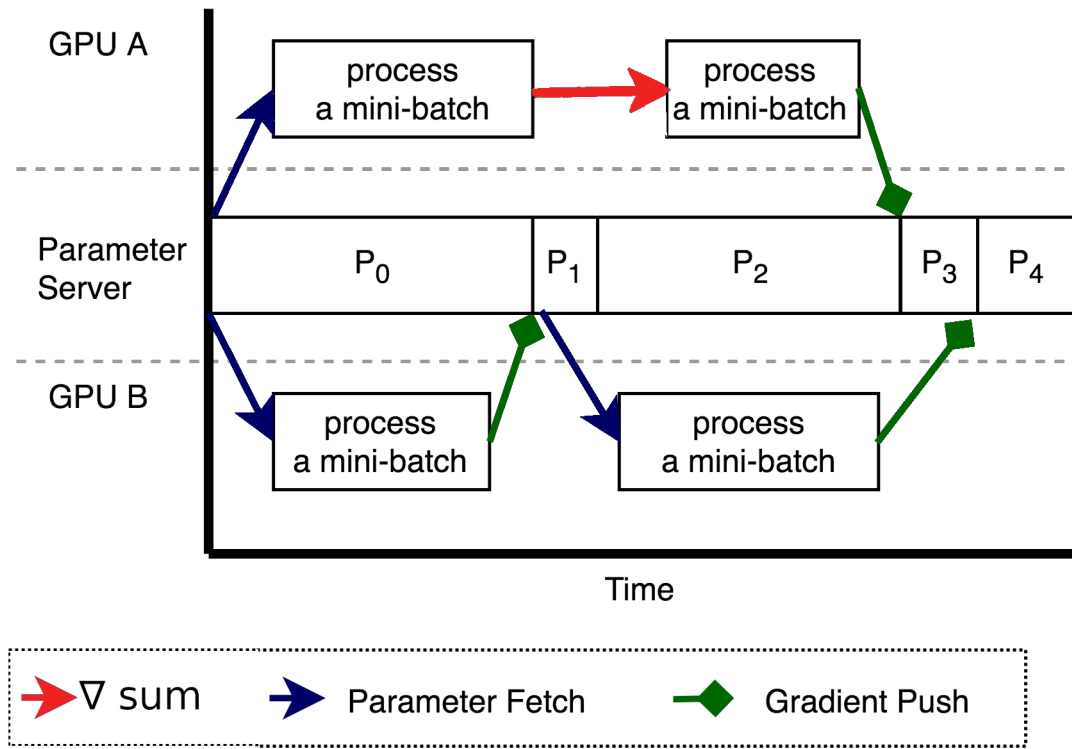 GPU A
process
a mini-batch
process
a mini-batch
Parameter
Server
P0
P1
P2
P3
P4
GPU B
process
a mini-batch
process
a mini-batch
Time
∇ sum
Parameter Fetch
Gradient Push